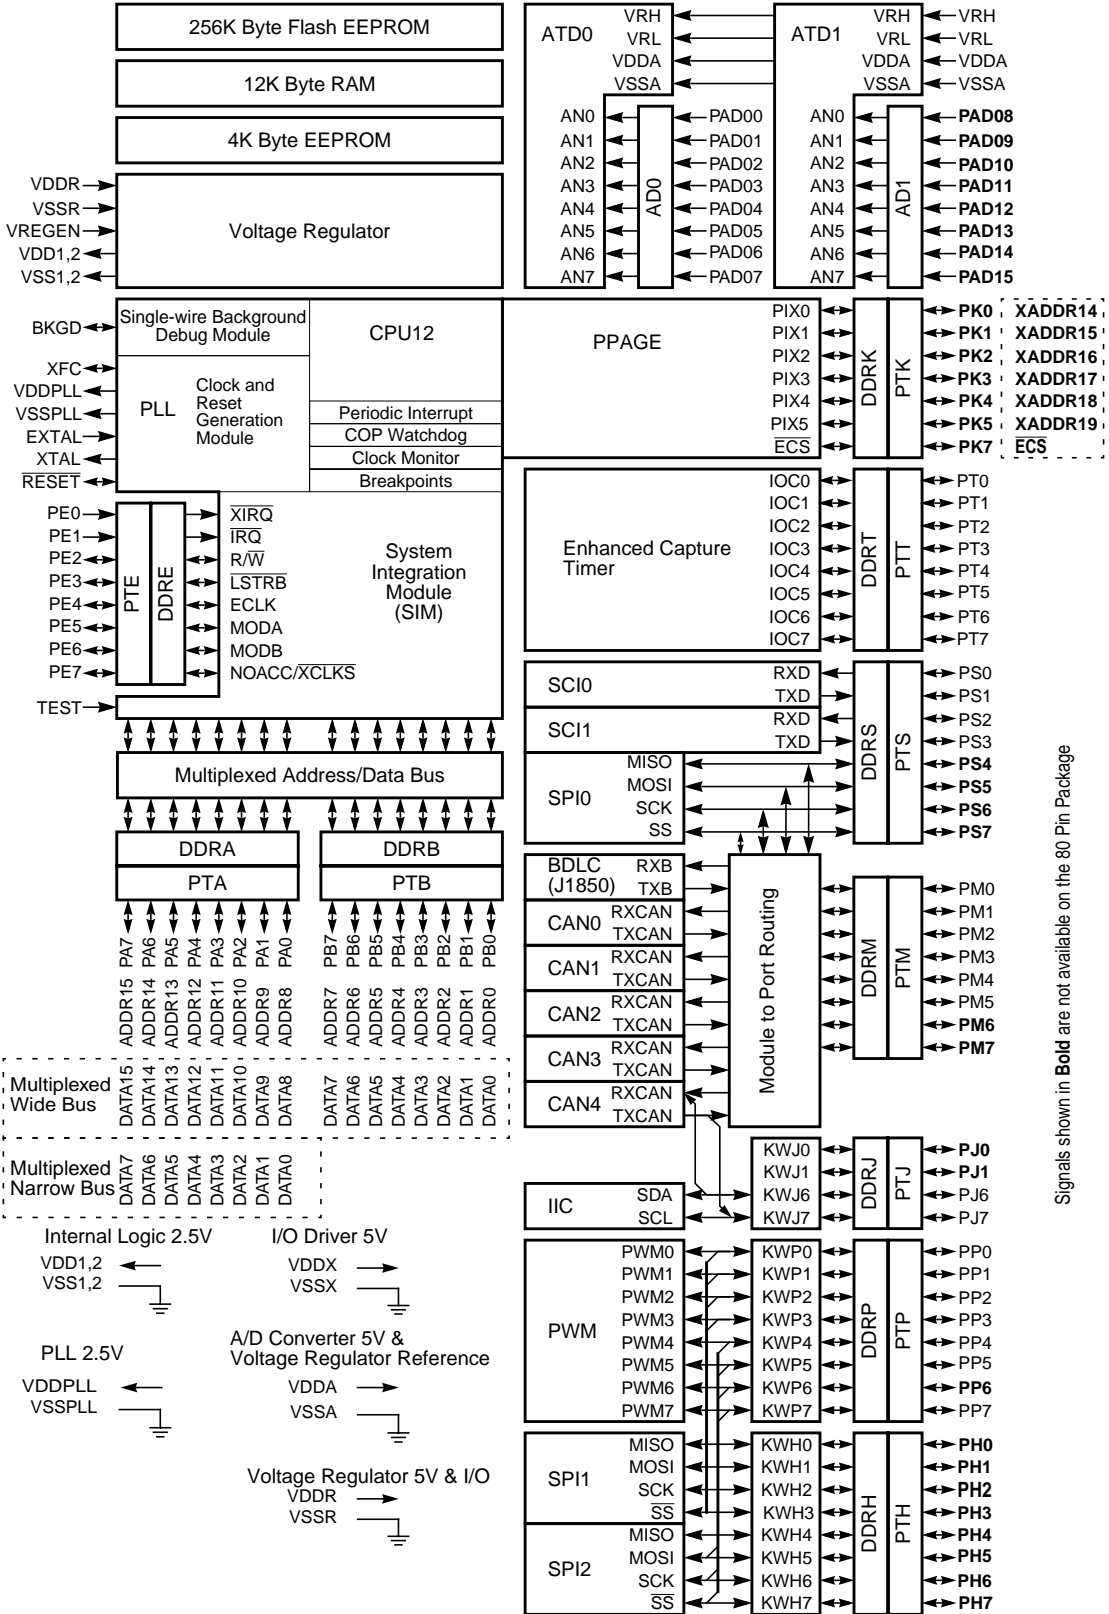 256K Byte Flash EEPROM
12K Byte RAM
4K Byte EEPROM
VDDR
VSSR
VREGEN
VDD1,2
VSS1,2
Voltage Regulator
ATD0
VRH
VRL
VDDA
VSSA
AN0
AN1
AN2
AN3
AN4
AN5
AN6
AN7
AD0
PAD00
PAD01
PAD02
PAD03
PAD04
PAD05
PAD06
PAD07
ATD1
VRH
VRL
VDDA
VSSA
VRH
VRL
VDDA
VSSA
AN0
AN1
AN2
AN3
AN4
AN5
AN6
AN7
AD1
PAD08
PAD09
PAD10
PAD11
PAD12
PAD13
PAD14
PAD15
BKGD
XFC
VDDPLL
VSSPLL
EXTAL
XTAL
RESET
Single-wire Background
Debug Module
CPU12
PLL
Clock and
Reset
Generation
Module
Periodic Interrupt
COP Watchdog
Clock Monitor
Breakpoints
PPAGE
PIX0
PIX1
PIX2
PIX3
PIX4
PIX5
ECS
DDRK
PTK
PK0 XADDR14
PK1 XADDR15
PK2 XADDR16
PK3 XADDR17
PK4 XADDR18
PK5 XADDR19
PK7 ECS
PE0
PE1
PE2
PE3
PE4
PE5
PE6
PE7
TEST
PTE
DDRE
XIRQ
IRQ
R/W
LSTRB
ECLK
MODA
MODB
NOACC/XCLKS
System
Integration
Module
(SIM)
Enhanced Capture
Timer
IOC0
IOC1
IOC2
IOC3
IOC4
IOC5
IOC6
IOC7
DDRT
PTT
PT0
PT1
PT2
PT3
PT4
PT5
PT6
PT7
SCI0
RXD
TXD
SCI1
RXD
TXD
SPI0
MISO
MOSI
SCK
SS
DDRS
PTS
PS0
PS1
PS2
PS3
PS4
PS5
PS6
PS7
Multiplexed Address/Data Bus
DDRA
PTA
DDRB
PTB
PA7
PA6
PA5
PA4
PA3
PA2
PA1
PA0
PB7
PB6
PB5
PB4
PB3
PB2
PB1
PB0
ADDR15
ADDR14
ADDR13
ADDR12
ADDR11
ADDR10
ADDR9
ADDR8
ADDR7
ADDR6
ADDR5
ADDR4
ADDR3
ADDR2
ADDR1
ADDR0
Multiplexed
Wide Bus
DATA15
DATA14
DATA13
DATA12
DATA11
DATA10
DATA9
DATA8
DATA7
DATA6
DATA5
DATA4
DATA3
DATA2
DATA1
DATA0
Multiplexed
Narrow Bus
DATA7
DATA6
DATA5
DATA4
DATA3
DATA2
DATA1
DATA0
BDLC
(J1850)
RXB
TXB
CAN0
RXCAN
TXCAN
CAN1
RXCAN
TXCAN
CAN2
RXCAN
TXCAN
CAN3
RXCAN
TXCAN
CAN4
RXCAN
TXCAN
Module to Port Routing
DDRM
PTM
PM0
PM1
PM2
PM3
PM4
PM5
PM6
PM7
IIC
SDA
SCL
KWJ0
KWJ1
KWJ6
KWJ7
DDRJ
PTJ
PJ0
PJ1
PJ6
PJ7
PWM
PWM0
PWM1
PWM2
PWM3
PWM4
PWM5
PWM6
PWM7
KWP0
KWP1
KWP2
KWP3
KWP4
KWP5
KWP6
KWP7
DDRP
PTP
PP0
PP1
PP2
PP3
PP4
PP5
PP6
PP7
SPI1
MISO
MOSI
SCK
SS
SPI2
MISO
MOSI
SCK
SS
KWH0
KWH1
KWH2
KWH3
KWH4
KWH5
KWH6
KWH7
DDRH
PTH
PH0
PH1
PH2
PH3
PH4
PH5
PH6
PH7
Internal Logic 2.5V
VDD1,2
VSS1,2
I/O Driver 5V
VDDX
VSSX
PLL 2.5V
VDDPLL
VSSPLL
A/D Converter 5V &
Voltage Regulator Reference
VDDA
VSSA
Voltage Regulator 5V & I/O
VDDR
VSSR
Signals shown in Bold are not available on the 80 Pin Package